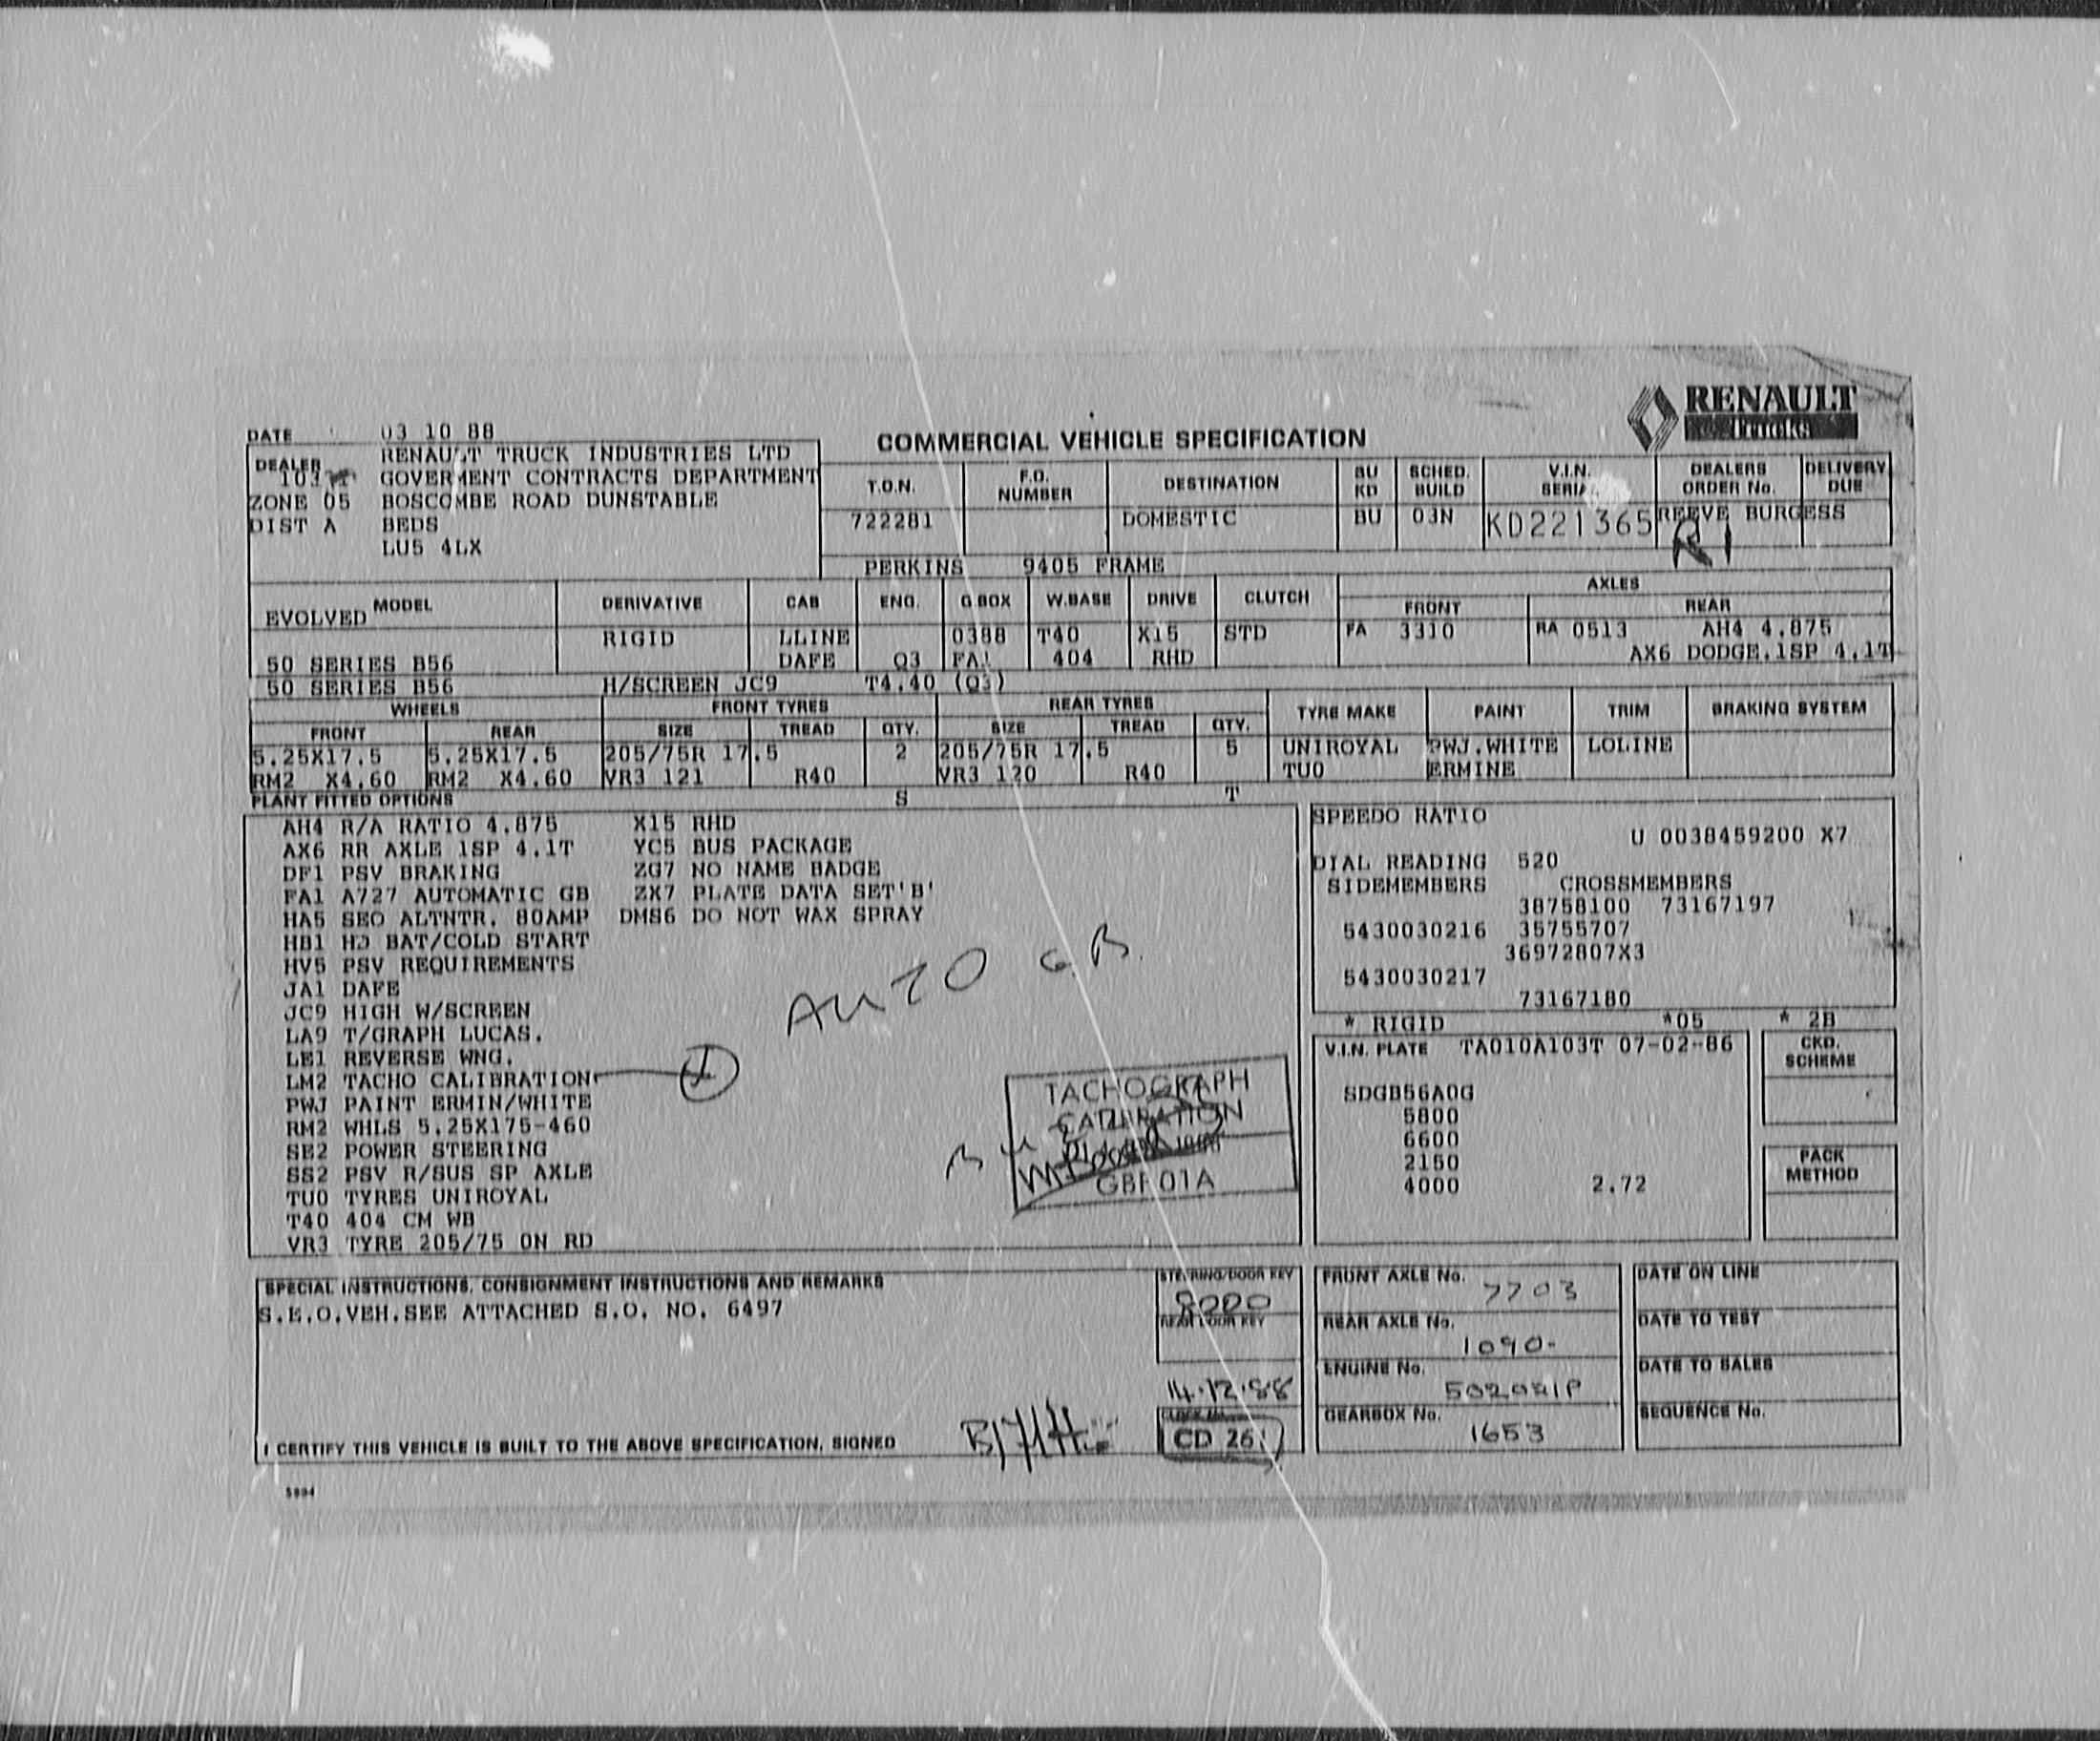 RENAULT
Trucks
DATE 03 10 88
COMMERCIAL VEHICLE SPECIFICATION
DEALER RENAULT TRUCK INDUSTRIES LTD
103 GOVERMENT CONTRACTS DEPARTMENT
ZONE 05 BOSCOMBE ROAD DUNSTABLE
DIST A BEDS
LU5 4LX
T.O.N. F.O. NUMBER DESTINATION BU KD SCHED. BUILD V.I.N. SERIAL DEALERS ORDER No. DELIVERY DUE
722281 DOMESTIC BU 03N KD221365 REEVE BURGESS
R1
PERKINS 9405 FRAME
MODEL DERIVATIVE CAB ENG. G.BOX W.BASE DRIVE CLUTCH AXLES
FRONT REAR
EVOLVED RIGID LLINE 0388 T40 X15 STD FA 3310 RA 0513 AH4 4.875
50 SERIES B56 DAFE Q3 FA1 404 RHD AX6 DODGE.1SP 4.1T
50 SERIES B56 H/SCREEN JC9 T4.40 (Q3)
WHEELS FRONT TYRES REAR TYRES TYRE MAKE PAINT TRIM BRAKING SYSTEM
FRONT REAR SIZE TREAD QTY. SIZE TREAD QTY.
5.25X17.5 5.25X17.5 205/75R 17.5 2 205/75R 17.5 5 UNIROYAL PWJ.WHITE LOLINE
RM2 X4.60 RM2 X4.60 VR3 121 R40 VR3 120 R40 TU0 ERMINE
PLANT FITTED OPTIONS S T
AH4 R/A RATIO 4.875 X15 RHD
AX6 RR AXLE 1SP 4.1T YC5 BUS PACKAGE
DF1 PSV BRAKING ZG7 NO NAME BADGE
FA1 A727 AUTOMATIC GB ZX7 PLATE DATA SET'B'
HA5 SEO ALTNTR. 80AMP DMS6 DO NOT WAX SPRAY
HB1 HD BAT/COLD START
HV5 PSV REQUIREMENTS
JA1 DAFE
JC9 HIGH W/SCREEN
LA9 T/GRAPH LUCAS.
LE1 REVERSE WNG.
LM2 TACHO CALIBRATION
PWJ PAINT ERMIN/WHITE
RM2 WHLS 5.25X175-460
SE2 POWER STEERING
SS2 PSV R/SUS SP AXLE
TU0 TYRES UNIROYAL
T40 404 CM WB
VR3 TYRE 205/75 ON RD
AUTO G.B.
TACHOGRAPH
CALIBRATION
GBF01A
SPEEDO RATIO
U 0038459200 X7
DIAL READING 520
SIDEMEMBERS CROSSMEMBERS
38758100 73167197
5430030216 35755707
36972807X3
5430030217
73167180
* RIGID *05 * 2B
V.I.N. PLATE TA010A103T 07-02-86
SDGB56A0G
5800
6600
2150
4000 2.72
CKD. SCHEME
PACK METHOD
SPECIAL INSTRUCTIONS, CONSIGNMENT INSTRUCTIONS AND REMARKS
S.E.O.VEH.SEE ATTACHED S.O. NO. 6497
I CERTIFY THIS VEHICLE IS BUILT TO THE ABOVE SPECIFICATION, SIGNED
STEERING/DOOR KEY
8000
REAR DOOR KEY
14.12.88
CD 26
FRONT AXLE No. 7703
REAR AXLE No. 1090-
ENGINE No. 502021P
GEARBOX No. 1653
DATE ON LINE
DATE TO TEST
DATE TO SALES
SEQUENCE No.